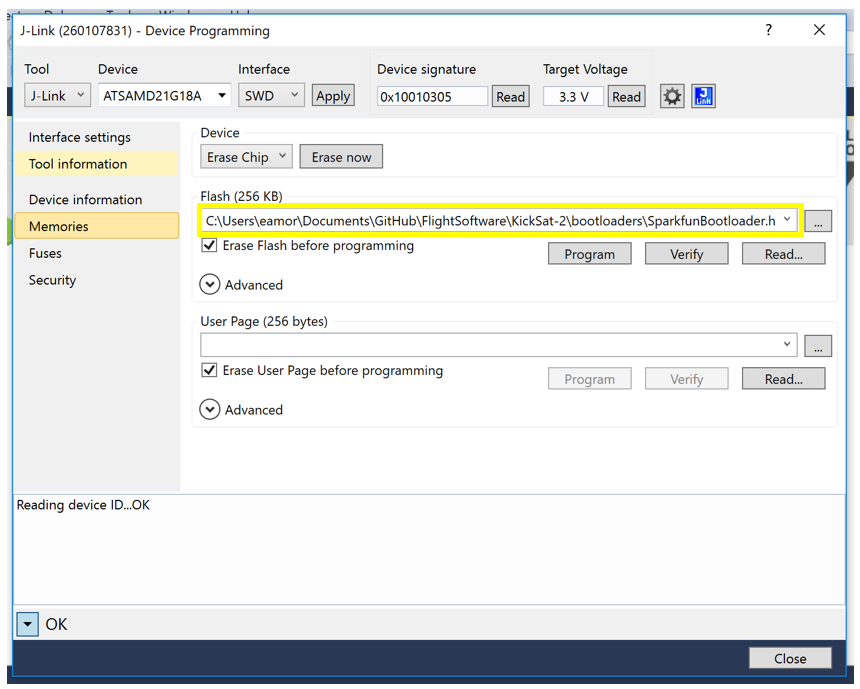 J-Link (260107831) - Device Programming ?
Tool Device Interface Device signature Target Voltage
J-Link ATSAMD21G18A SWD Apply 0x10010305 Read 3.3 V Read J LINK
Interface settings
Tool information
Device information
Memories
Fuses
Security
Device
Erase Chip Erase now
Flash (256 KB)
C:\Users\eamor\Documents\GitHub\FlightSoftware\KickSat-2\bootloaders\SparkfunBootloader.h ...
Erase Flash before programming
Program Verify Read...
Advanced
User Page (256 bytes)
...
Erase User Page before programming
Program Verify Read...
Advanced
Reading device ID...OK
OK
Close